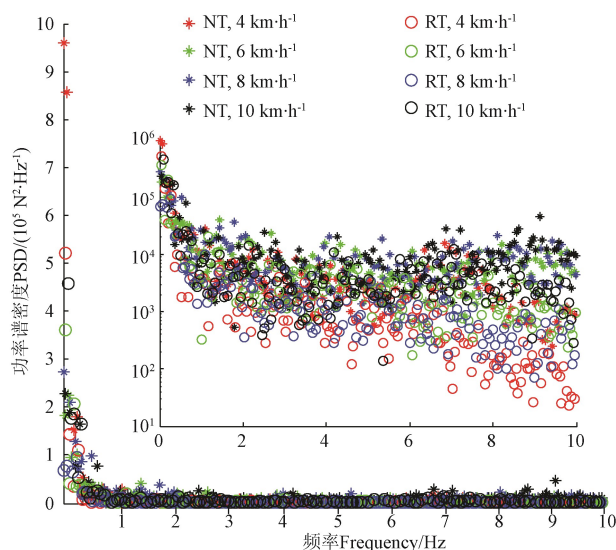 NT, 4 km·h⁻¹
RT, 4 km·h⁻¹
NT, 6 km·h⁻¹
RT, 6 km·h⁻¹
NT, 8 km·h⁻¹
RT, 8 km·h⁻¹
NT, 10 km·h⁻¹
RT, 10 km·h⁻¹
功率谱密度PSD/(10⁵ N²·Hz⁻¹)
10
9
8
7
6
5
4
3
2
1
0
10⁶
10⁵
10⁴
10³
10²
10¹
0 2 4 6 8 10
1 2 3 4 5 6 7 8 9 10
频率Frequency/Hz